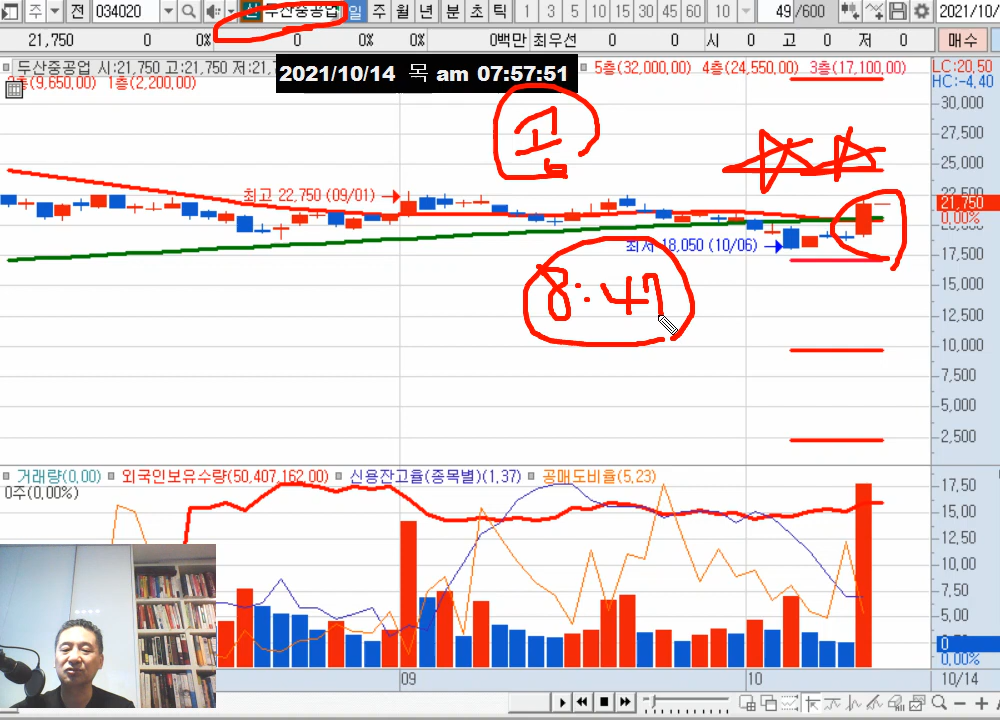 주 전 034020 신 두산중공업 일 주 월 년 분 초 틱 1 3 5 10 15 30 45 60 10 49 /600 2021/10/
21,750 0 0% 0 0% 0% 0백만 최우선 0 0 시 0 고 0 저 0 매수
두산중공업 시:21,750 고:21,750 저:21,7 5층(32,000,00) 4층(24,550,00) 3층(17,100,00) LC:20,50
2021/10/14 목 am 07:57:51
층(9,650,00) 1층(2,200,00) HC:-4,40
30,000
곰
27,500
25,000
최고 22,750 (09/01) 22,500
21,750
0,00%
최저 18,050 (10/06) 17,500
8:47
15,000
12,500
10,000
7,500
5,000
2,500
거래량(0,00) 외국인보유수량(50,407,162,00) 신용잔고율(종목별)(1,37) 공매도비율(5,23)
0주(0,00%) 17,50
15,00
12,50
10,00
7,50
5,00
0
0,00%
09 10 10/14